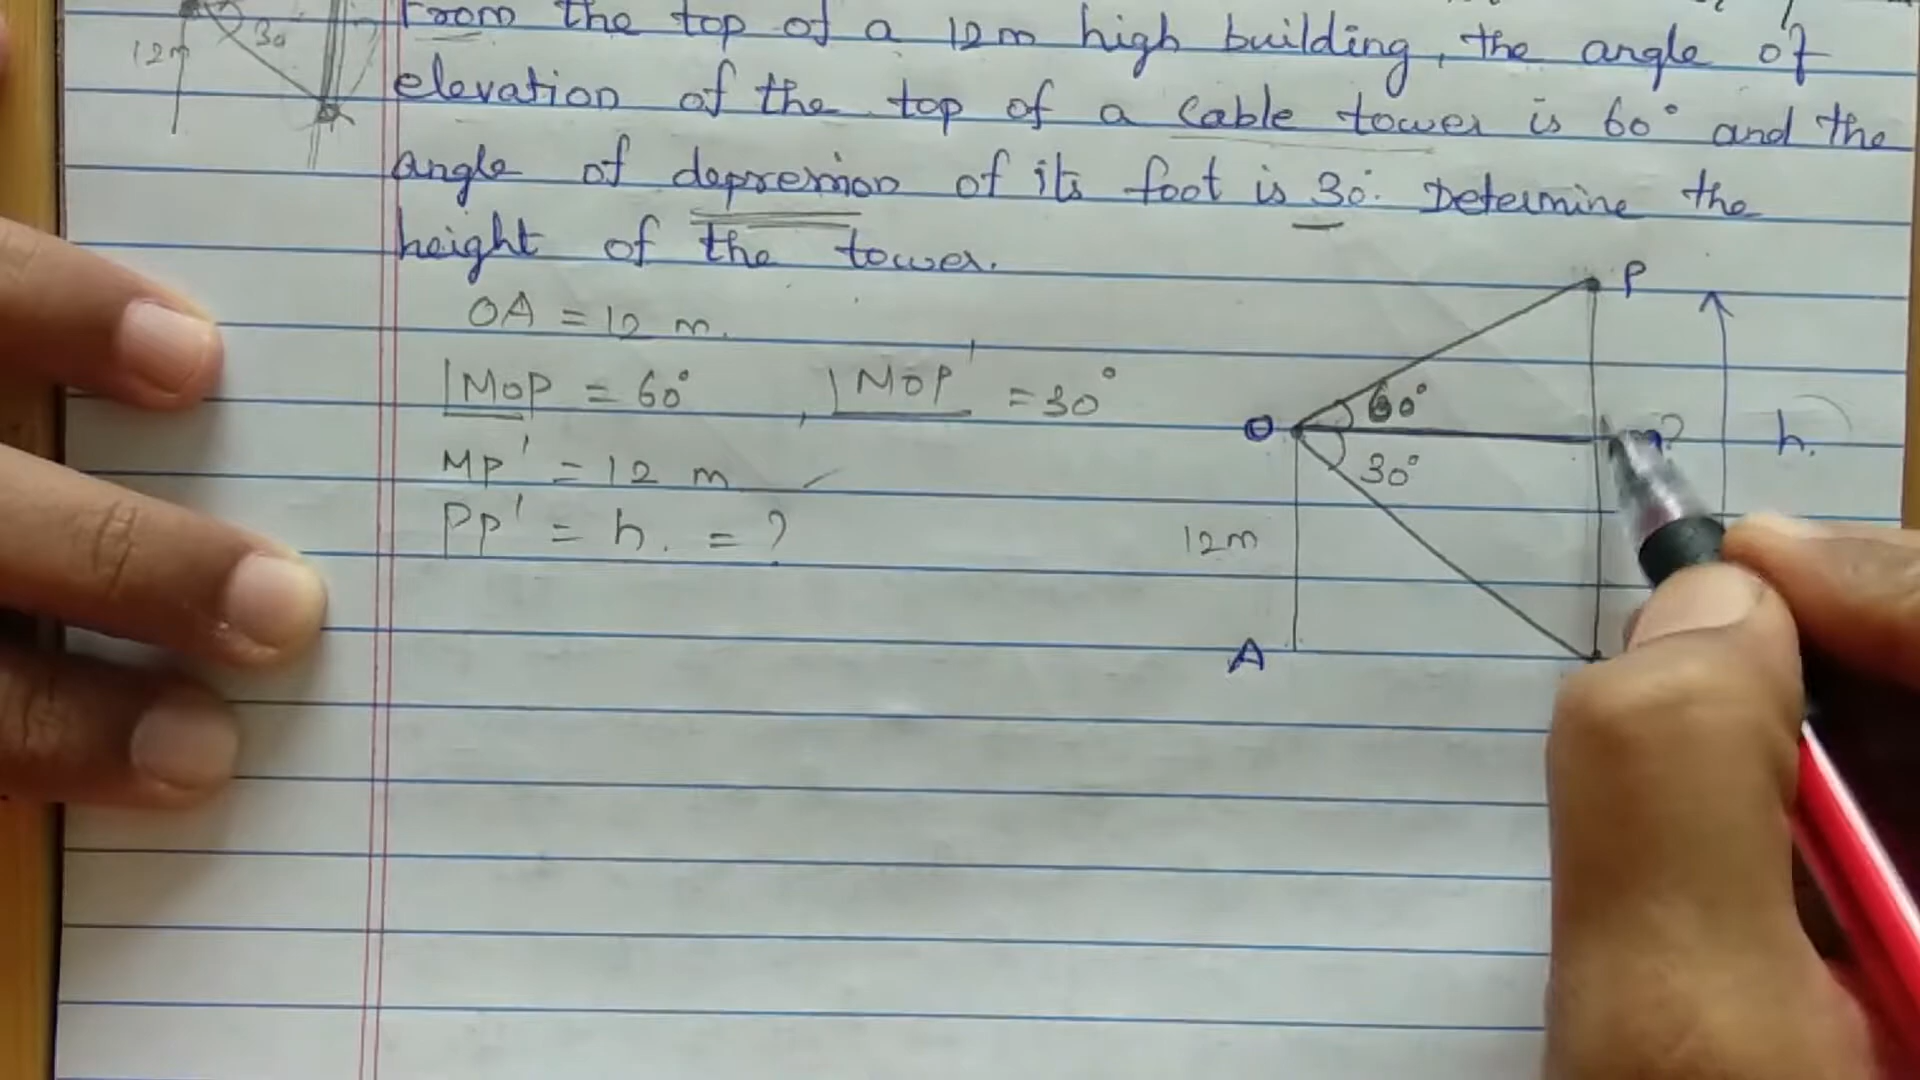 12m
30
From the top of a 12m high building, the angle of
elevation of the top of a cable tower is 60° and the
angle of depression of its foot is 30°. Determine the
height of the tower.
OA = 12 m.
∠MOP = 60°, ∠MOP' = 30°
MP' = 12 m
PP' = h. = ?
P
60°
O
h.
30°
12m
A